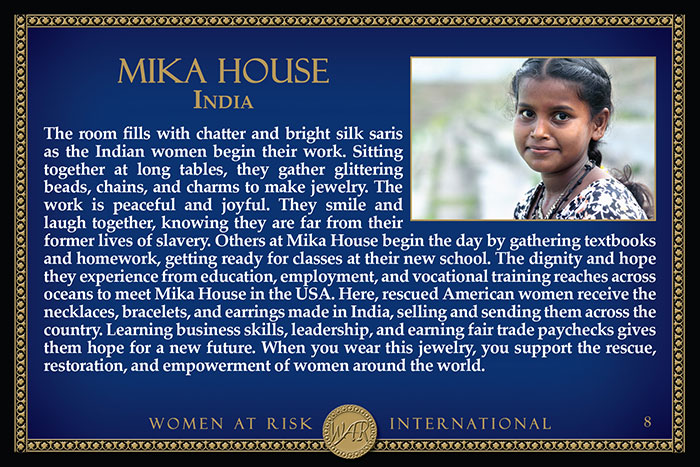 MIKA HOUSE
INDIA
The room fills with chatter and bright silk saris
as the Indian women begin their work. Sitting
together at long tables, they gather glittering
beads, chains, and charms to make jewelry. The
work is peaceful and joyful. They smile and
laugh together, knowing they are far from their
former lives of slavery. Others at Mika House begin the day by gathering textbooks
and homework, getting ready for classes at their new school. The dignity and hope
they experience from education, employment, and vocational training reaches across
oceans to meet Mika House in the USA. Here, rescued American women receive the
necklaces, bracelets, and earrings made in India, selling and sending them across the
country. Learning business skills, leadership, and earning fair trade paychecks gives
them hope for a new future. When you wear this jewelry, you support the rescue,
restoration, and empowerment of women around the world.
WOMEN AT RISK WAR INTERNATIONAL 8